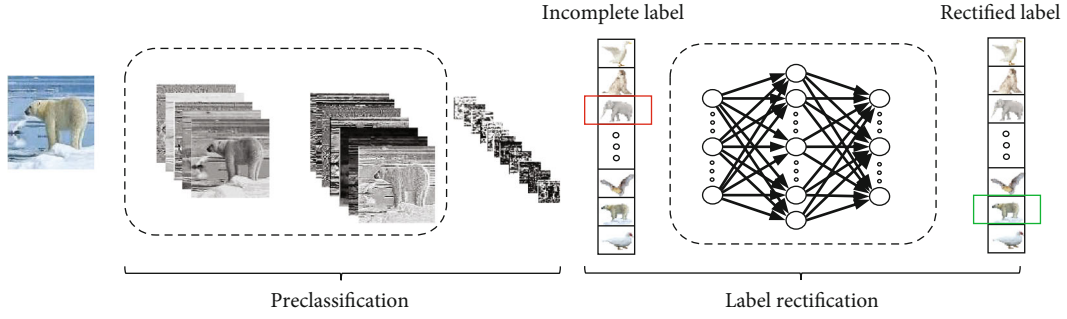 Incomplete label
Rectified label
Preclassification
Label rectification